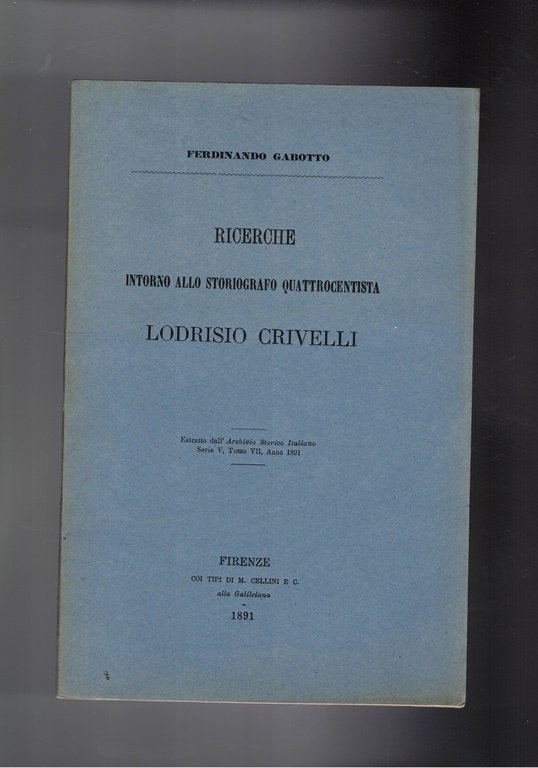 FERDINANDO GABOTTO
RICERCHE
INTORNO ALLO STORIOGRAFO QUATTROCENTISTA
LODRISIO CRIVELLI
Estratto dall' Archivio Storico Italiano
Serie V, Tomo VII, Anno 1891
FIRENZE
COI TIPI DI M. CELLINI E C.
alla Galileiana
1891